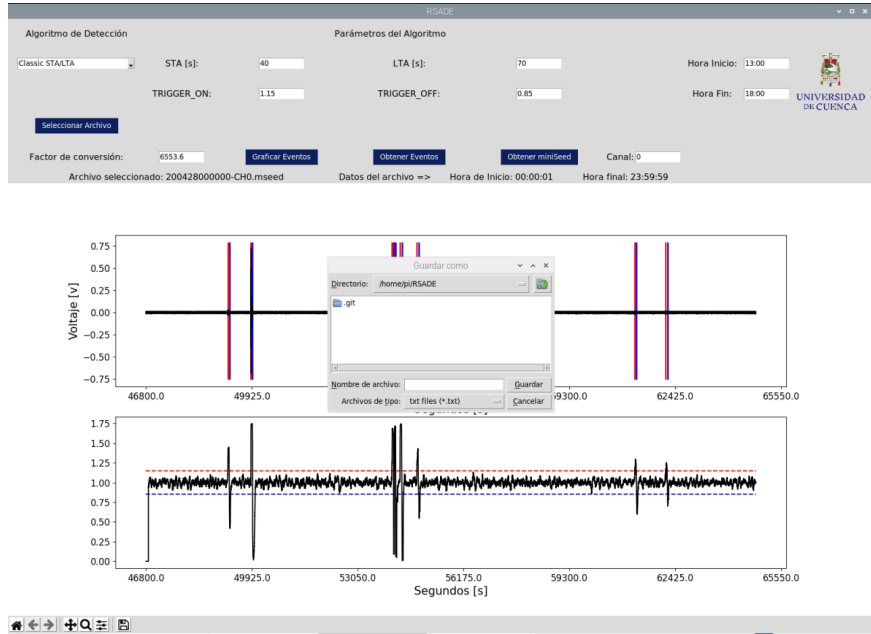 RSADE
Algoritmo de Detección
Parámetros del Algoritmo
Classic STA/LTA
STA [s]:
40
LTA [s]:
70
Hora Inicio:
13:00
TRIGGER_ON:
1.15
TRIGGER_OFF:
0.85
Hora Fin:
18:00
UNIVERSIDAD
DE CUENCA
Seleccionar Archivo
Factor de conversión:
6553.6
Graficar Eventos
Obtener Eventos
Obtener miniSeed
Canal:
0
Archivo seleccionado: 200428000000-CH0.mseed
Datos del archivo =>
Hora de Inicio: 00:00:01
Hora final: 23:59:59
Voltaje [v]
0.75
0.50
0.25
0.00
−0.25
−0.50
−0.75
46800.0
49925.0
59300.0
62425.0
65550.0
Guardar como
Directorio:
/home/pi/RSADE
.git
Nombre de archivo:
Guardar
Archivos de tipo:
txt files (*.txt)
Cancelar
1.75
1.50
1.25
1.00
0.75
0.50
0.25
0.00
46800.0
49925.0
53050.0
56175.0
59300.0
62425.0
65550.0
Segundos [s]